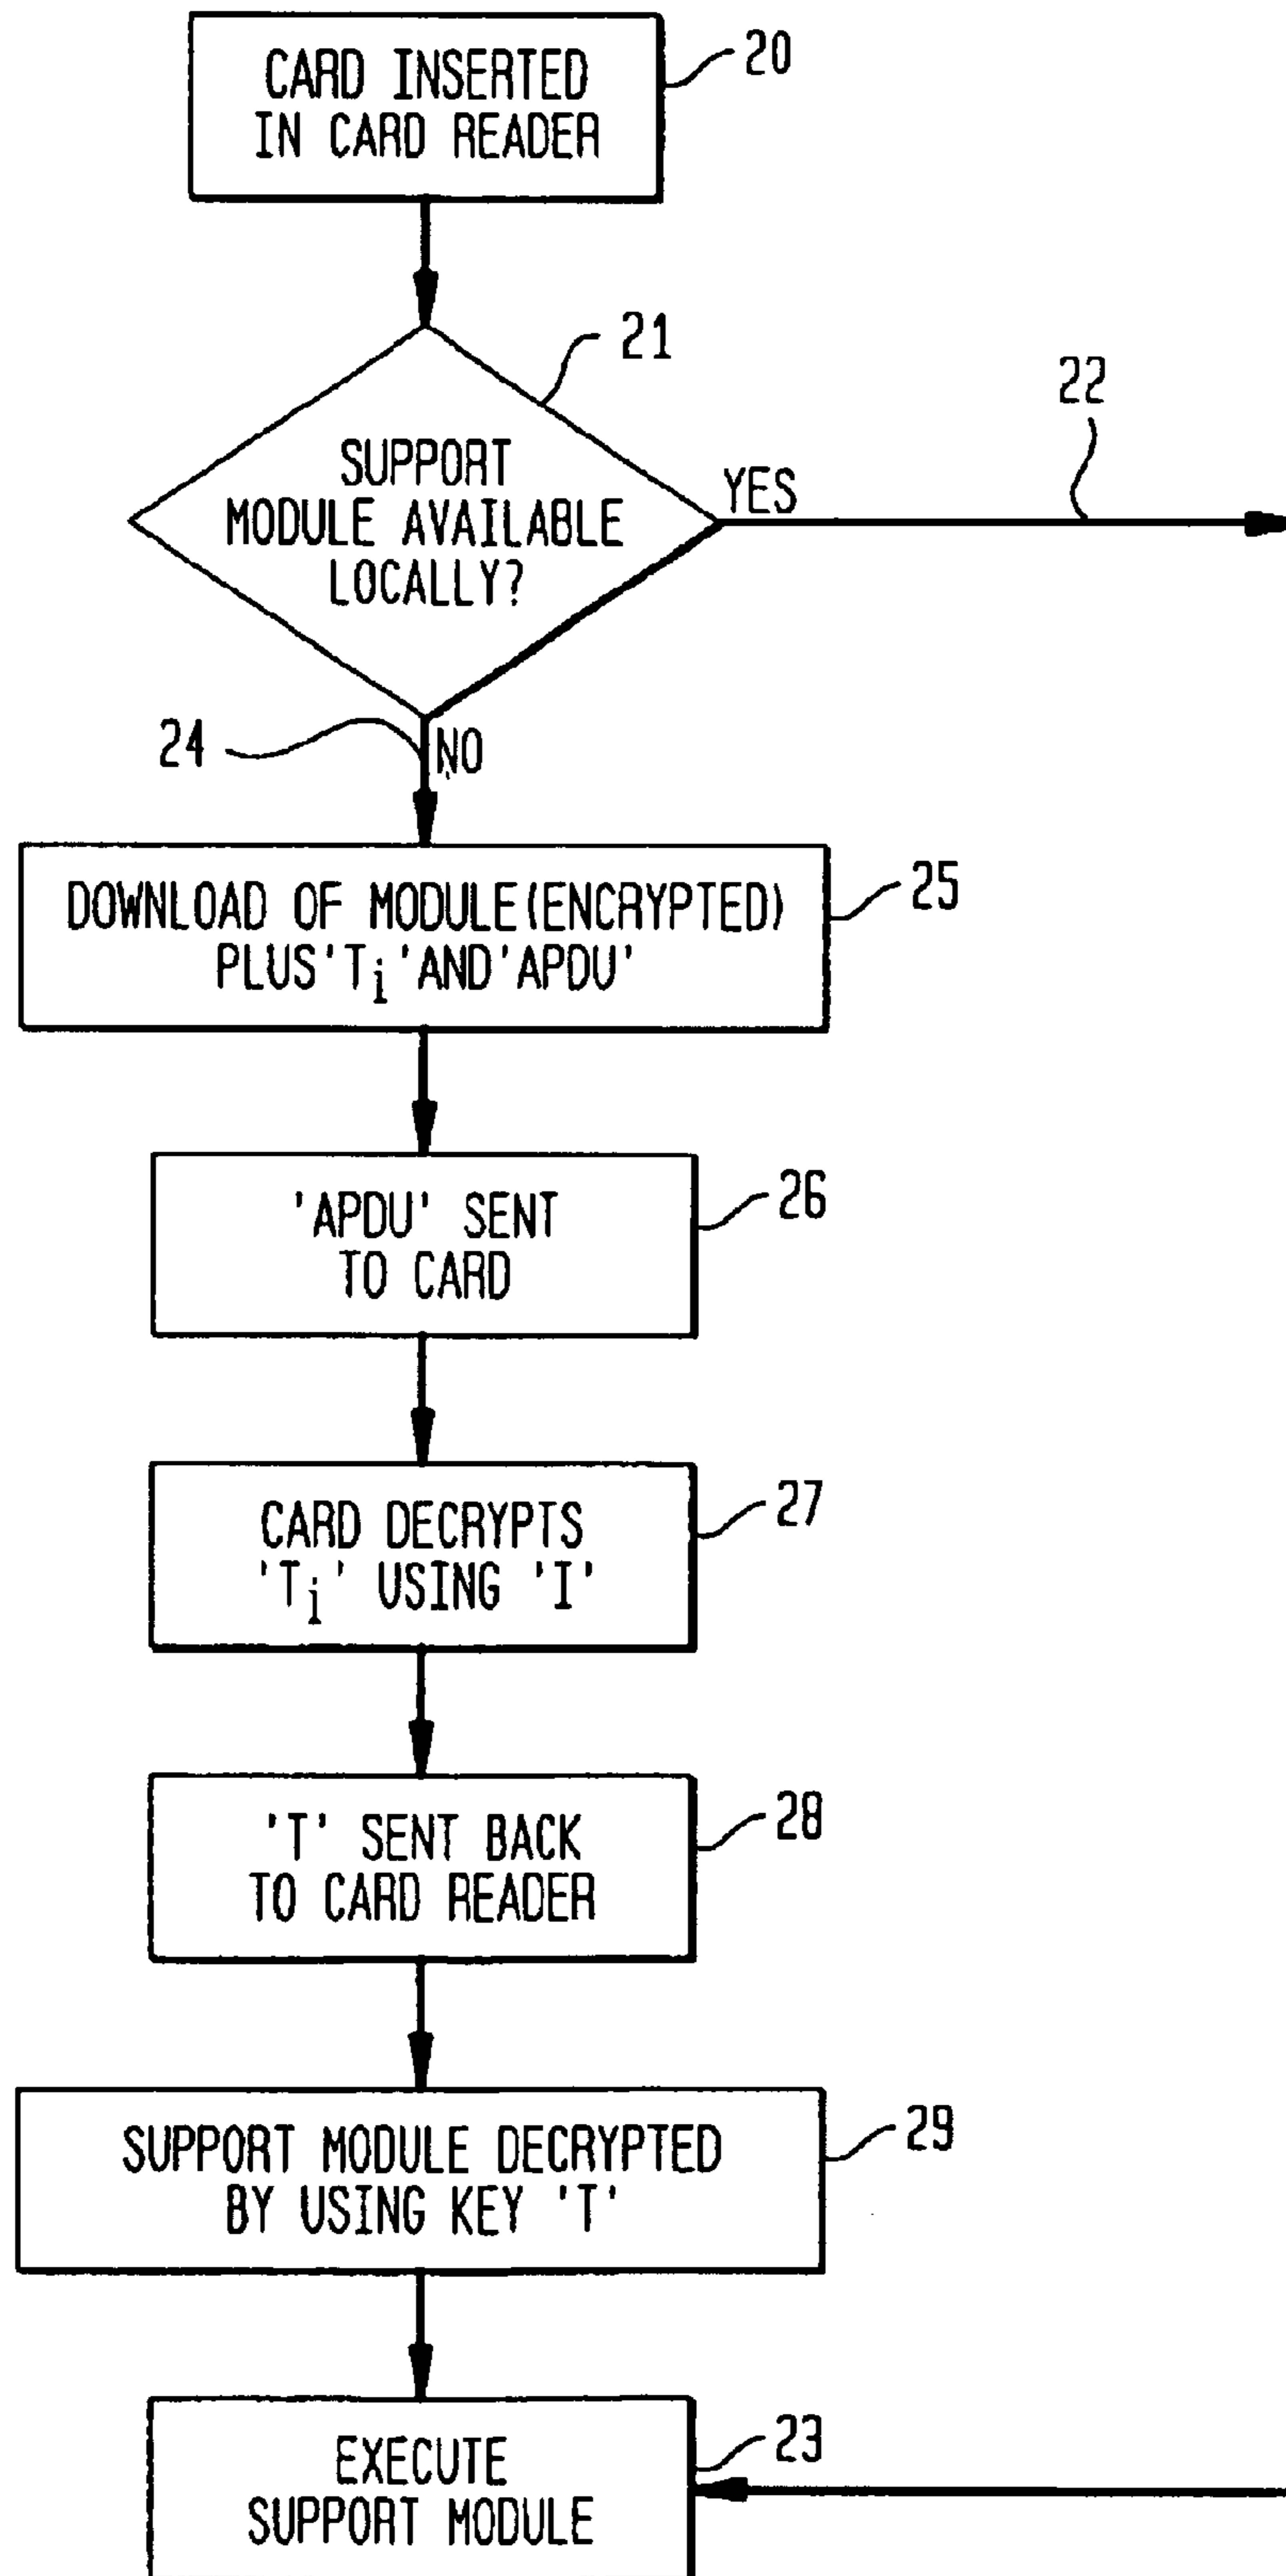 CARD INSERTED
IN CARD READER
20
21
SUPPORT
MODULE AVAILABLE
LOCALLY?
YES
22
24
NO
DOWNLOAD OF MODULE(ENCRYPTED)
PLUS'Ti'AND'APDU'
25
'APDU' SENT
TO CARD
26
CARD DECRYPTS
'Ti' USING 'I'
27
'T' SENT BACK
TO CARD READER
28
SUPPORT MODULE DECRYPTED
BY USING KEY 'T'
29
EXECUTE
SUPPORT MODULE
23